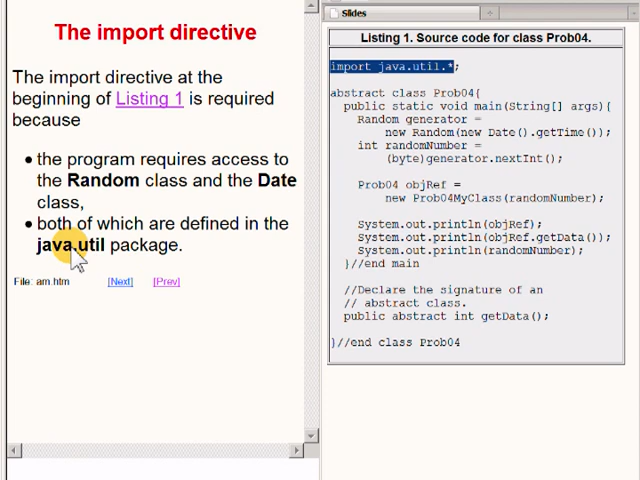 The import directive
The import directive at the
beginning of Listing 1 is required
because
• the program requires access to
the Random class and the Date
class,
• both of which are defined in the
java.util package.
File: am.htm [Next] [Prev]
Slides
Listing 1. Source code for class Prob04.
import java.util.*;
abstract class Prob04{
public static void main(String[] args){
Random generator =
new Random(new Date().getTime());
int randomNumber =
(byte)generator.nextInt();
Prob04 objRef =
new Prob04MyClass(randomNumber);
System.out.println(objRef);
System.out.println(objRef.getData());
System.out.println(randomNumber);
}//end main
//Declare the signature of an
// abstract class.
public abstract int getData();
}//end class Prob04